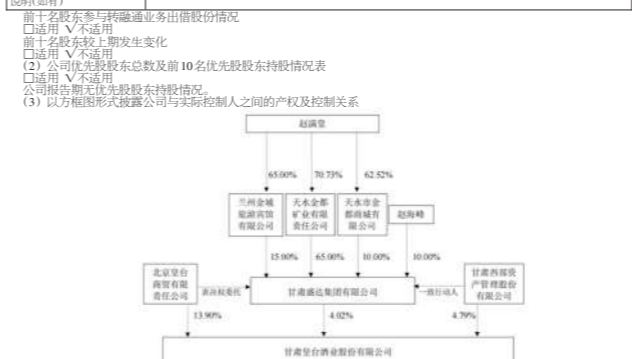 说明(如有)
前十名股东参与转融通业务出借股份情况
□适用 √不适用
前十名股东较上期发生变化
□适用 √不适用
(2) 公司优先股股东总数及前10名优先股股东持股情况表
□适用 √不适用
公司报告期无优先股股东持股情况。
(3) 以方框图形式披露公司与实际控制人之间的产权及控制关系
赵满堂
65.00% 70.73% 62.52%
兰州金城
旅游宾馆
有限公司
天水金都
矿业有限
责任公司
天水市金
都商城有
限公司
赵海峰
15.00% 65.00% 10.00% 10.00%
北京皇台
商贸有限
责任公司
表决权委托
甘肃盛达集团有限公司
一致行动人
甘肃西部资
产管理股份
有限公司
13.90% 4.02% 4.79%
甘肃皇台酒业股份有限公司